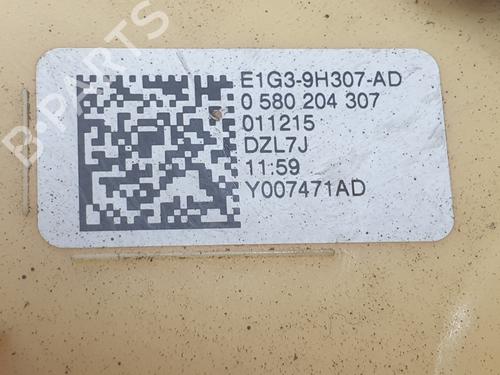 E1G3-9H307-AD
0 580 204 307
011215
DZL7J
11:59
Y007471AD
B-PARTS